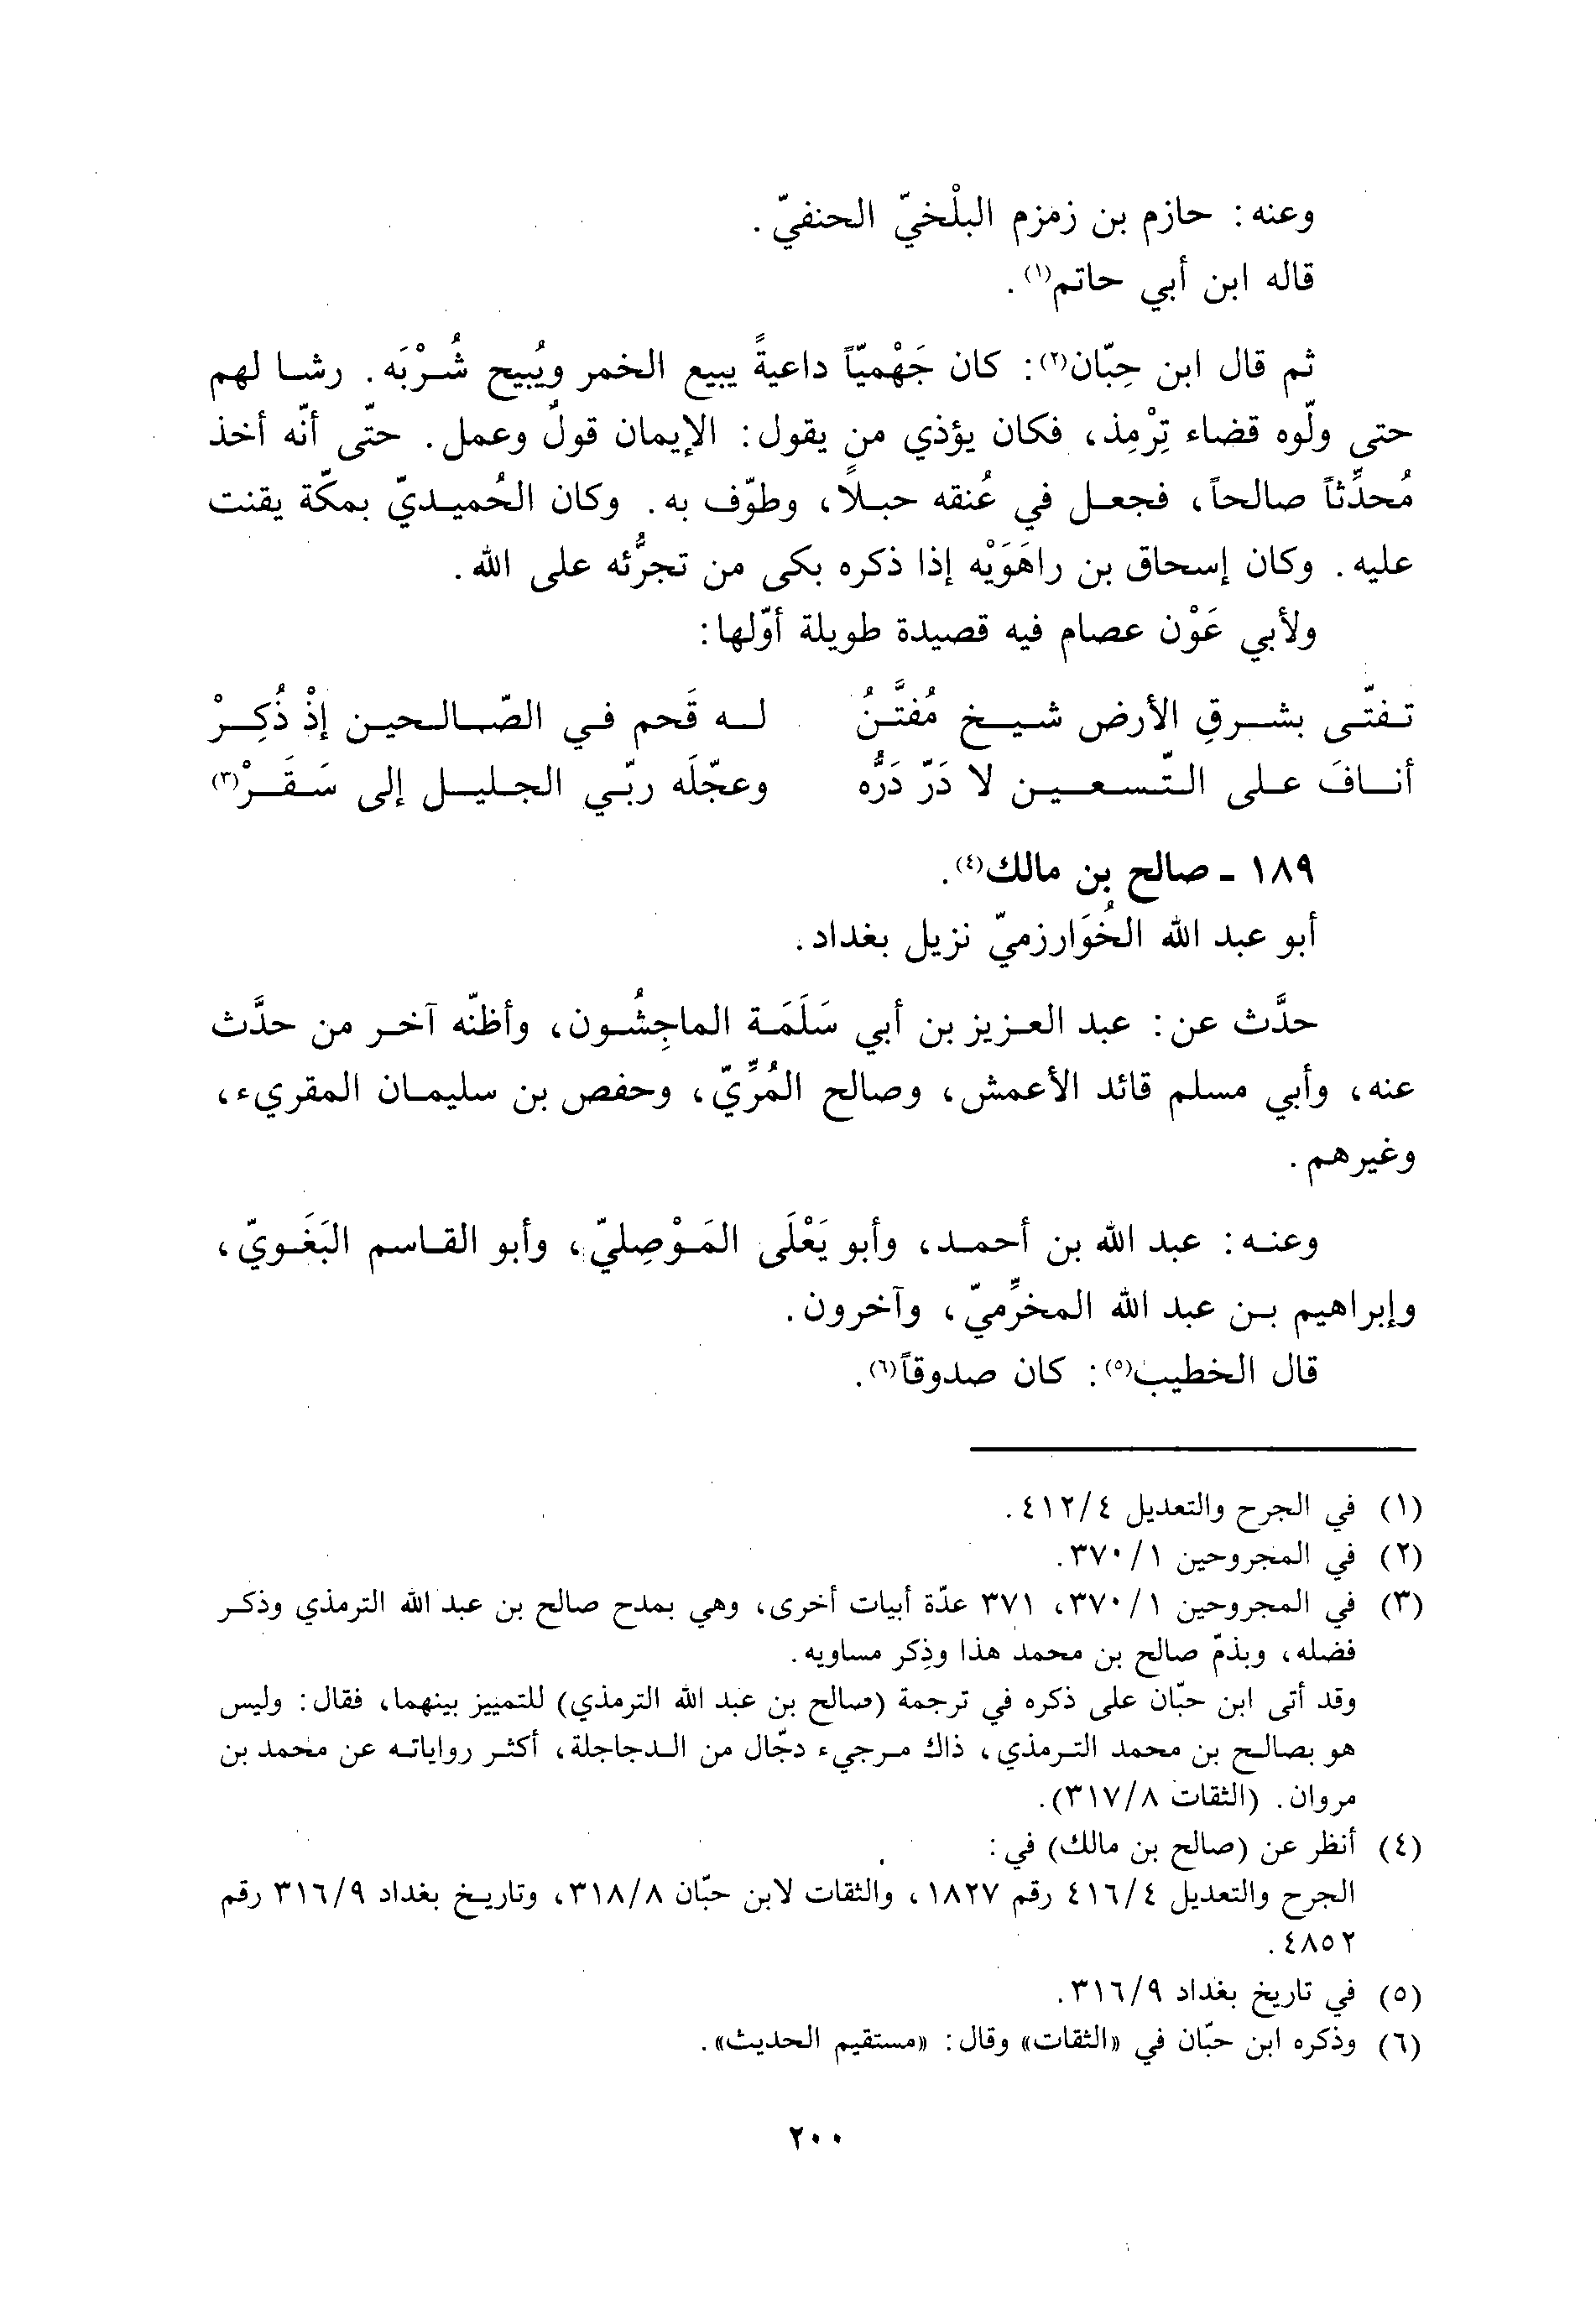 وعنه: حازم بن زمزم البلْخيّ الحنفيّ.
قاله ابن أبي حاتم(١).
ثم قال ابن حِبّان(٢): كان جَهْميّاً داعيةً يبيع الخمر ويُبيح شُرْبَه. رشا لهم
حتى ولّوه قضاء تِرْمِذ، فكان يؤذي من يقول: الإيمان قولٌ وعمل. حتّى أنّه أخذ
مُحدِّثاً صالحاً، فجعل في عُنقه حبلاً، وطوّف به. وكان الحُميديّ بمكّة يقنت
عليه. وكان إسحاق بن راهَوَيْه إذا ذكره بكى من تجرُّئه على الله.
ولأبي عَوْن عصام فيه قصيدة طويلة أوّلها:
تفتّى بشرقِ الأرض شيخ مُفتَّنُ له قَحم في الصّالحين إذْ ذُكِرْ
أنافَ على التّسعين لا دَرّ دَرُّه وعجّلَه ربّي الجليل إلى سَقَرْ(٣)
١٨٩ - صالح بن مالك(٤).
أبو عبد الله الخُوَارزميّ نزيل بغداد.
حدَّث عن: عبد العزيز بن أبي سَلَمَة الماجِشُون، وأظنّه آخر من حدَّث
عنه، وأبي مسلم قائد الأعمش، وصالح المُرِّيّ، وحفص بن سليمان المقريء،
وغيرهم.
وعنه: عبد الله بن أحمد، وأبو يَعْلَى المَوْصِليّ، وأبو القاسم البَغَويّ،
وإبراهيم بن عبد الله المخرِّميّ، وآخرون.
قال الخطيب(٥): كان صدوقاً(٦).
(١) في الجرح والتعديل ٤١٢/٤.
(٢) في المجروحين ٣٧٠/١.
(٣) في المجروحين ٣٧٠/١، ٣٧١ عدّة أبيات أخرى، وهي بمدح صالح بن عبد الله الترمذي وذكر
فضله، وبذمّ صالح بن محمد هذا وذِكر مساويه.
وقد أتى ابن حبّان على ذكره في ترجمة (صالح بن عبد الله الترمذي) للتمييز بينهما، فقال: وليس
هو بصالح بن محمد الترمذي، ذاك مرجيء دجّال من الدجاجلة، أكثر رواياته عن محمد بن
مروان. (الثقات ٣١٧/٨).
(٤) أنظر عن (صالح بن مالك) في:
الجرح والتعديل ٤١٦/٤ رقم ١٨٢٧، والثقات لابن حبّان ٣١٨/٨، وتاريخ بغداد ٣١٦/٩ رقم
٤٨٥٢.
(٥) في تاريخ بغداد ٣١٦/٩.
(٦) وذكره ابن حبّان في «الثقات» وقال: «مستقيم الحديث».
٢٠٠